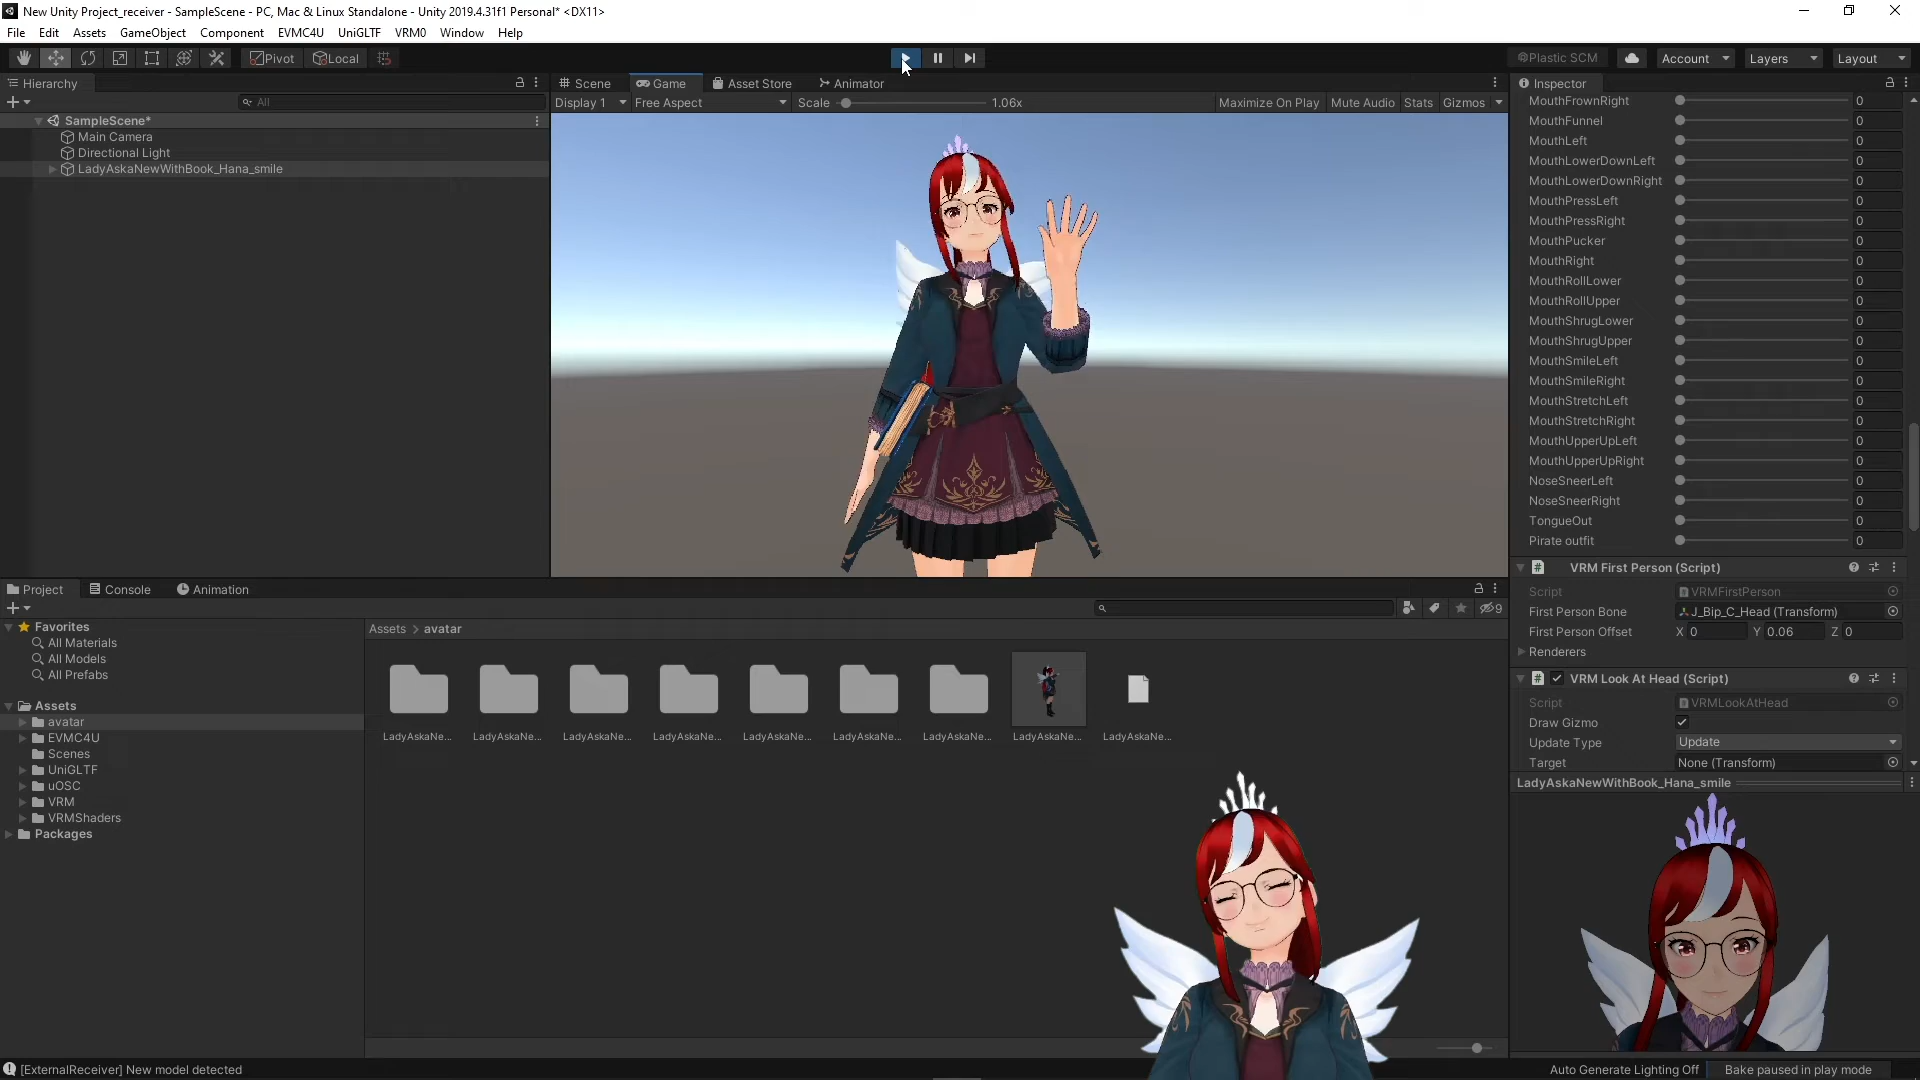 New Unity Project_receiver - SampleScene - PC, Mac & Linux Standalone - Unity 2019.4.31f1 Personal* <DX11>
File Edit Assets GameObject Component EVMC4U UniGLTF VRM0 Window Help
Pivot Local Plastic SCM Account Layers Layout
Hierarchy
All
SampleScene*
Main Camera
Directional Light
LadyAskaNewWithBook_Hana_smile
Scene Game Asset Store Animator
Display 1 Free Aspect Scale 1.06x Maximize On Play Mute Audio Stats Gizmos
Inspector
MouthFrownRight 0
MouthFunnel 0
MouthLeft 0
MouthLowerDownLeft 0
MouthLowerDownRight 0
MouthPressLeft 0
MouthPressRight 0
MouthPucker 0
MouthRight 0
MouthRollLower 0
MouthRollUpper 0
MouthShrugLower 0
MouthShrugUpper 0
MouthSmileLeft 0
MouthSmileRight 0
MouthStretchLeft 0
MouthStretchRight 0
MouthUpperUpLeft 0
MouthUpperUpRight 0
NoseSneerLeft 0
NoseSneerRight 0
TongueOut 0
Pirate outfit 0
# VRM First Person (Script)
Script VRMFirstPerson
First Person Bone J_Bip_C_Head (Transform)
First Person Offset X 0 Y 0.06 Z 0
Renderers
# VRM Look At Head (Script)
Script VRMLookAtHead
Draw Gizmo
Update Type Update
Target None (Transform)
LadyAskaNewWithBook_Hana_smile
Project Console Animation
9
Favorites
All Materials
All Models
All Prefabs
Assets
avatar
EVMC4U
Scenes
UniGLTF
uOSC
VRM
VRMShaders
Packages
Assets > avatar
LadyAskaNe... LadyAskaNe... LadyAskaNe... LadyAskaNe... LadyAskaNe... LadyAskaNe... LadyAskaNe... LadyAskaNe... LadyAskaNe...
[ExternalReceiver] New model detected
Auto Generate Lighting Off Bake paused in play mode